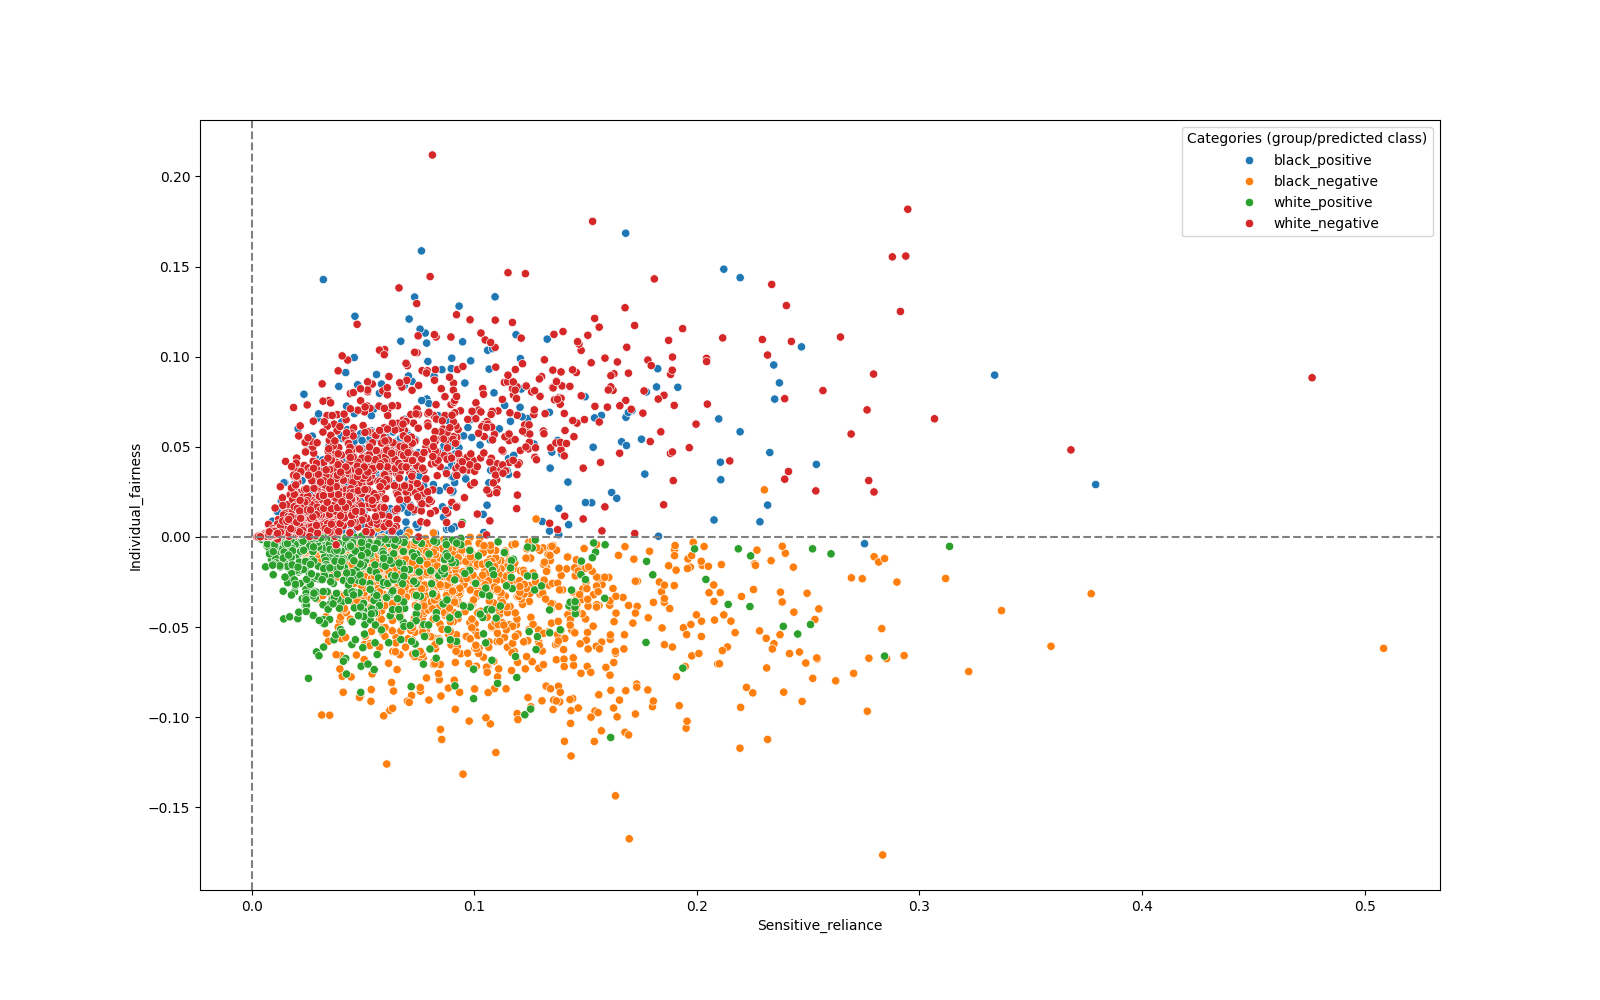 Categories (group/predicted class)
black_positive
black_negative
white_positive
white_negative
0.20
0.15
0.10
0.05
0.00
−0.05
−0.10
−0.15
Individual_fairness
0.0 0.1 0.2 0.3 0.4 0.5
Sensitive_reliance